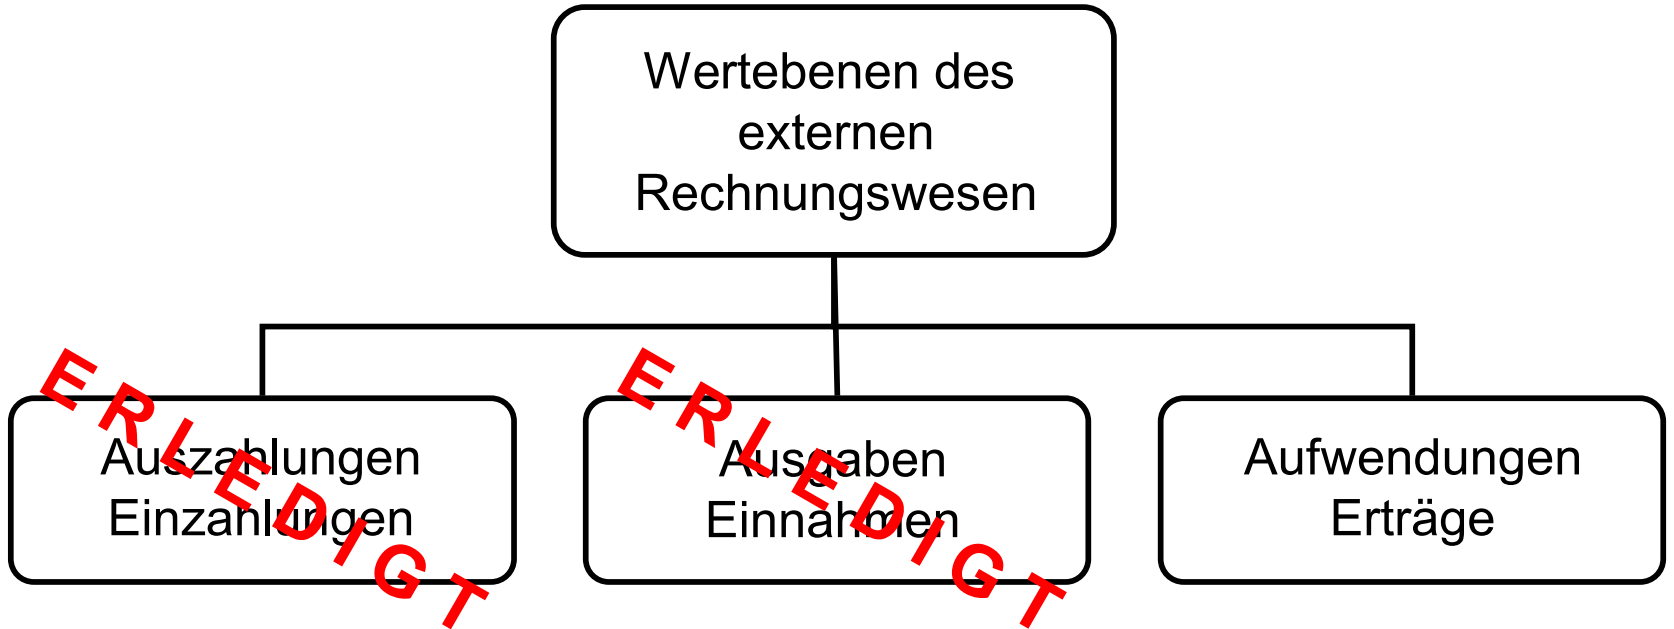 Wertebenen des
externen
Rechnungswesen
Auszahlungen
Einzahlungen
ERLEDIGT
Ausgaben
Einnahmen
ERLEDIGT
Aufwendungen
Erträge